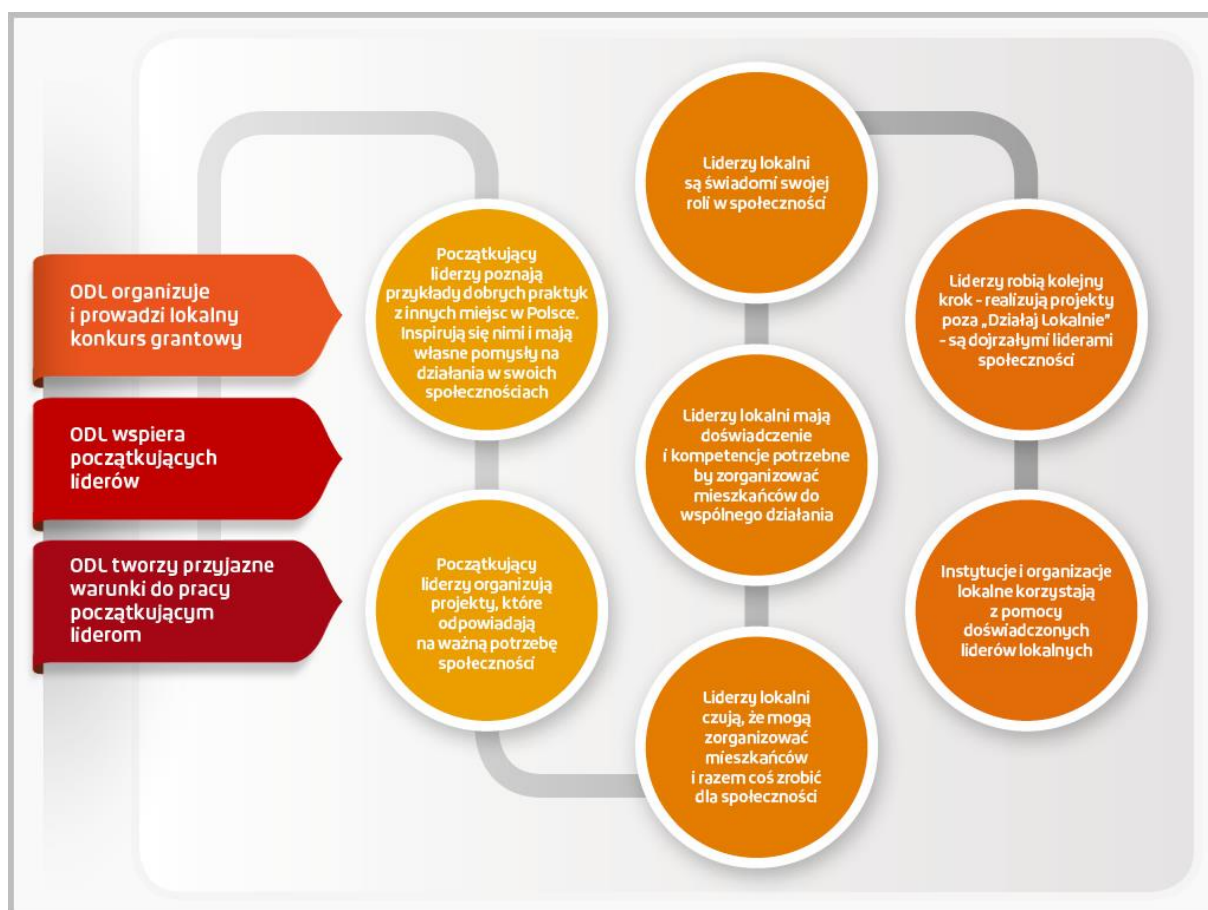 ODL organizuje
i prowadzi lokalny
konkurs grantowy
ODL wspiera
początkujących
liderów
ODL tworzy przyjazne
warunki do pracy
początkującym
liderom
Początkujący
liderzy poznają
przykłady dobrych praktyk
z innych miejsc w Polsce.
Inspirują się nimi i mają
własne pomysły na
działania w swoich
społecznościach
Początkujący
liderzy organizują
projekty, które
odpowiadają
na ważną potrzebę
społeczności
Liderzy lokalni
czują, że mogą
zorganizować
mieszkańców
i razem coś zrobić
dla społeczności
Liderzy lokalni mają
doświadczenie
i kompetencje potrzebne
by zorganizować
mieszkańców do
wspólnego działania
Liderzy lokalni
są świadomi swojej
roli w społeczności
Liderzy robią kolejny
krok - realizują projekty
poza „Działaj Lokalnie”
- są dojrzałymi liderami
społeczności
Instytucje i organizacje
lokalne korzystają
z pomocy
doświadczonych
liderów lokalnych